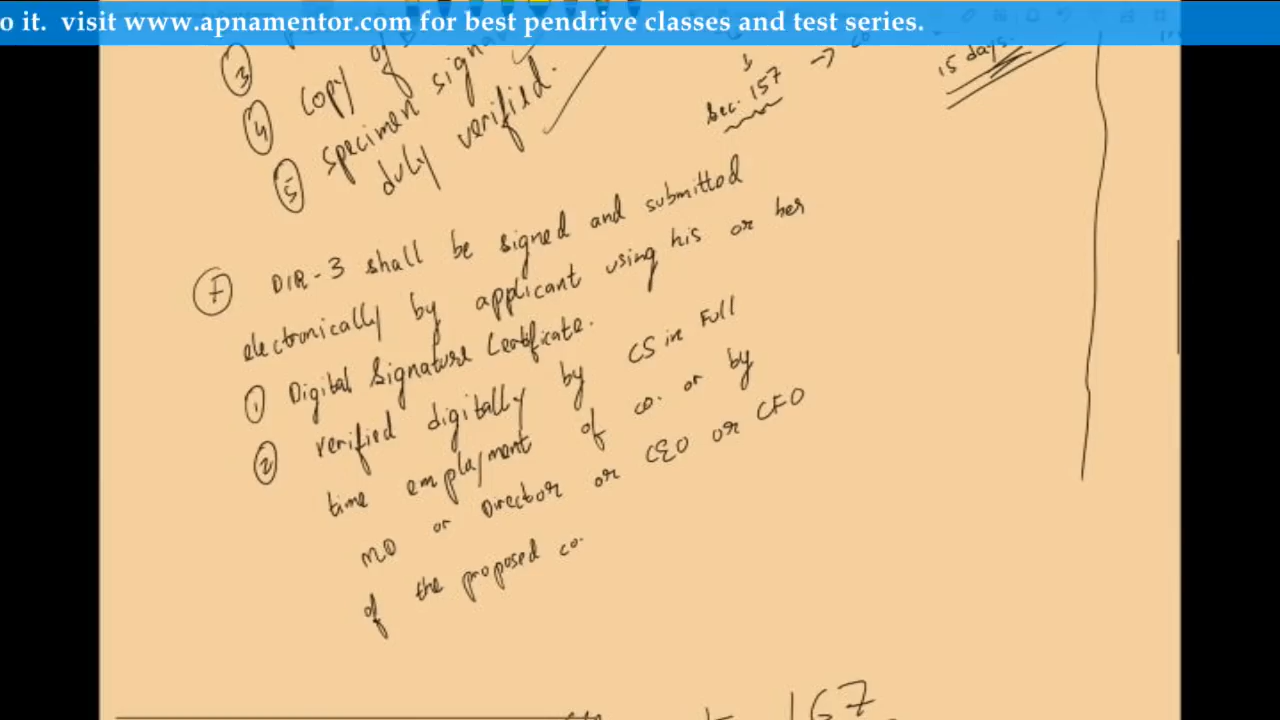 o it. visit www.apnamentor.com for best pendrive classes and test series.
③
④ copy of
⑤ specimen
duly verified.
Sec. 157 →
15 days.
⑦ DIR-3 shall be signed and submitted
electronically by applicant using his or her
① Digital Signature Certificate.
② verified digitally by CS in Full
time employment of co. or by
MD or Director or CEO or CFO
of the proposed co.
167